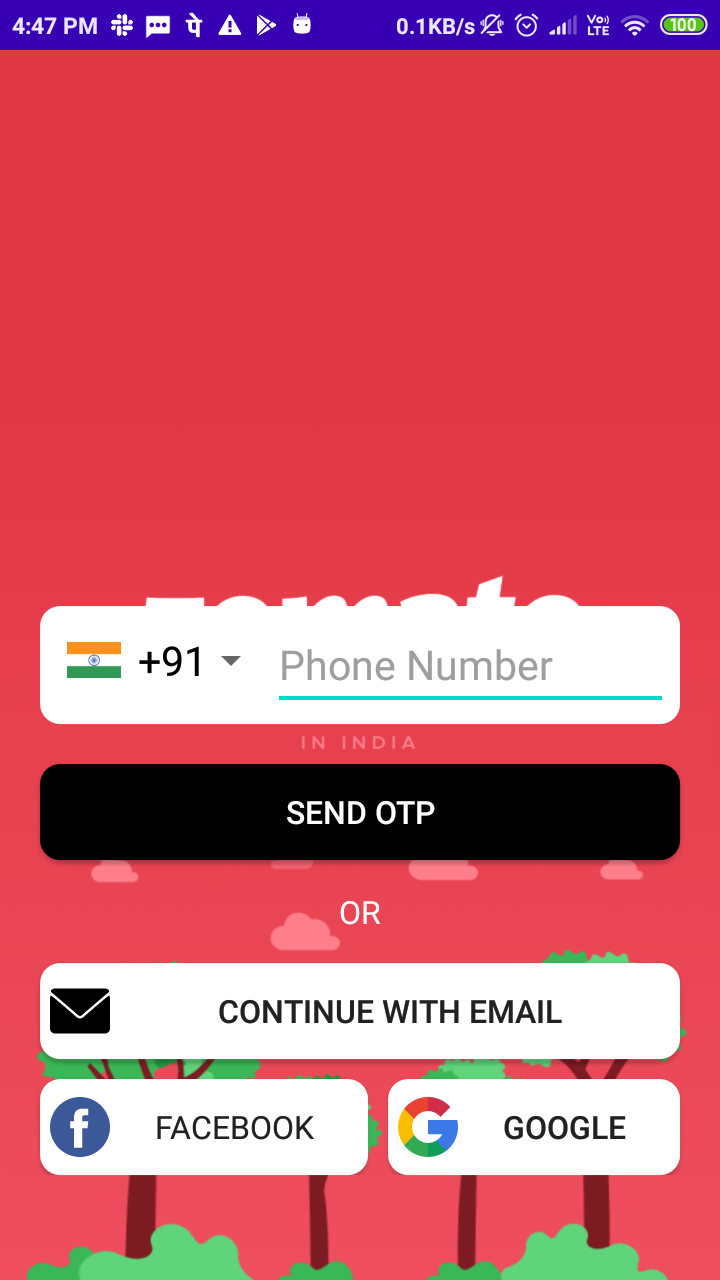 4:47 PM
0.1KB/s
Vo))
LTE
100
+91
Phone Number
IN INDIA
SEND OTP
OR
CONTINUE WITH EMAIL
FACEBOOK
GOOGLE